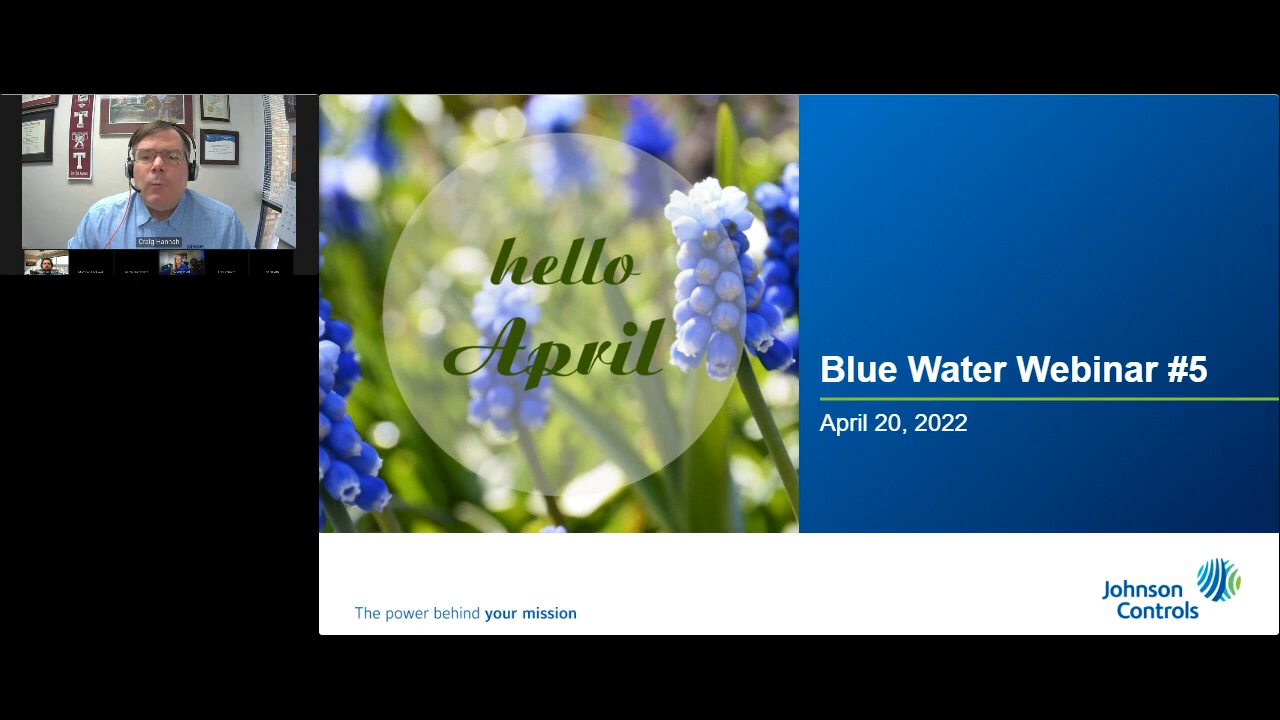 Craig Hannah
hello
April
Blue Water Webinar #5
April 20, 2022
The power behind your mission
Johnson
Controls